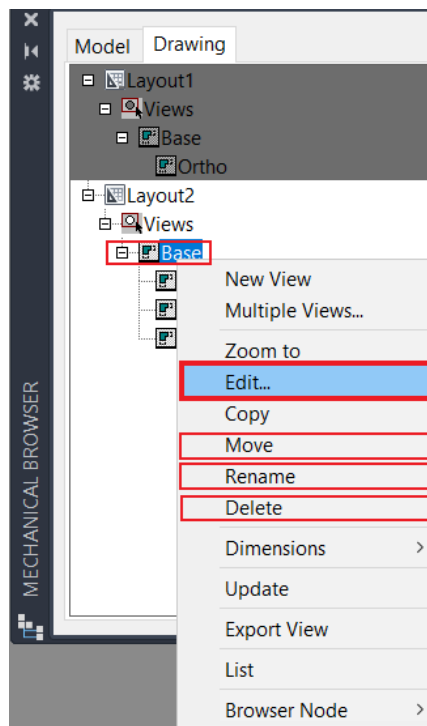 Model Drawing
Layout1
Views
Base
Ortho
Layout2
Views
Base
New View
Multiple Views...
Zoom to
Edit...
Copy
Move
Rename
Delete
Dimensions
Update
Export View
List
Browser Node
MECHANICAL BROWSER